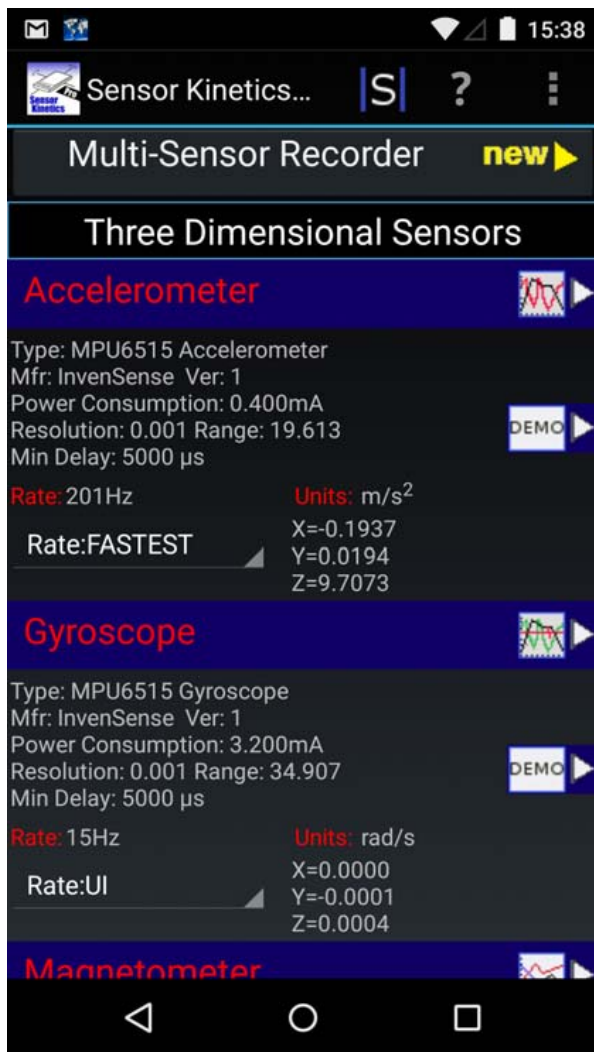 15:38
Sensor Kinetics Pro
Sensor Kinetics... |S| ?
Multi-Sensor Recorder new
Three Dimensional Sensors
Accelerometer
Type: MPU6515 Accelerometer
Mfr: InvenSense Ver: 1
Power Consumption: 0.400mA
Resolution: 0.001 Range: 19.613
DEMO
Min Delay: 5000 µs
Rate:201Hz Units: m/s²
Rate:FASTEST
X=-0.1937
Y=0.0194
Z=9.7073
Gyroscope
Type: MPU6515 Gyroscope
Mfr: InvenSense Ver: 1
Power Consumption: 3.200mA
Resolution: 0.001 Range: 34.907
DEMO
Min Delay: 5000 µs
Rate:15Hz Units: rad/s
Rate:UI
X=0.0000
Y=-0.0001
Z=0.0004
Magnetometer